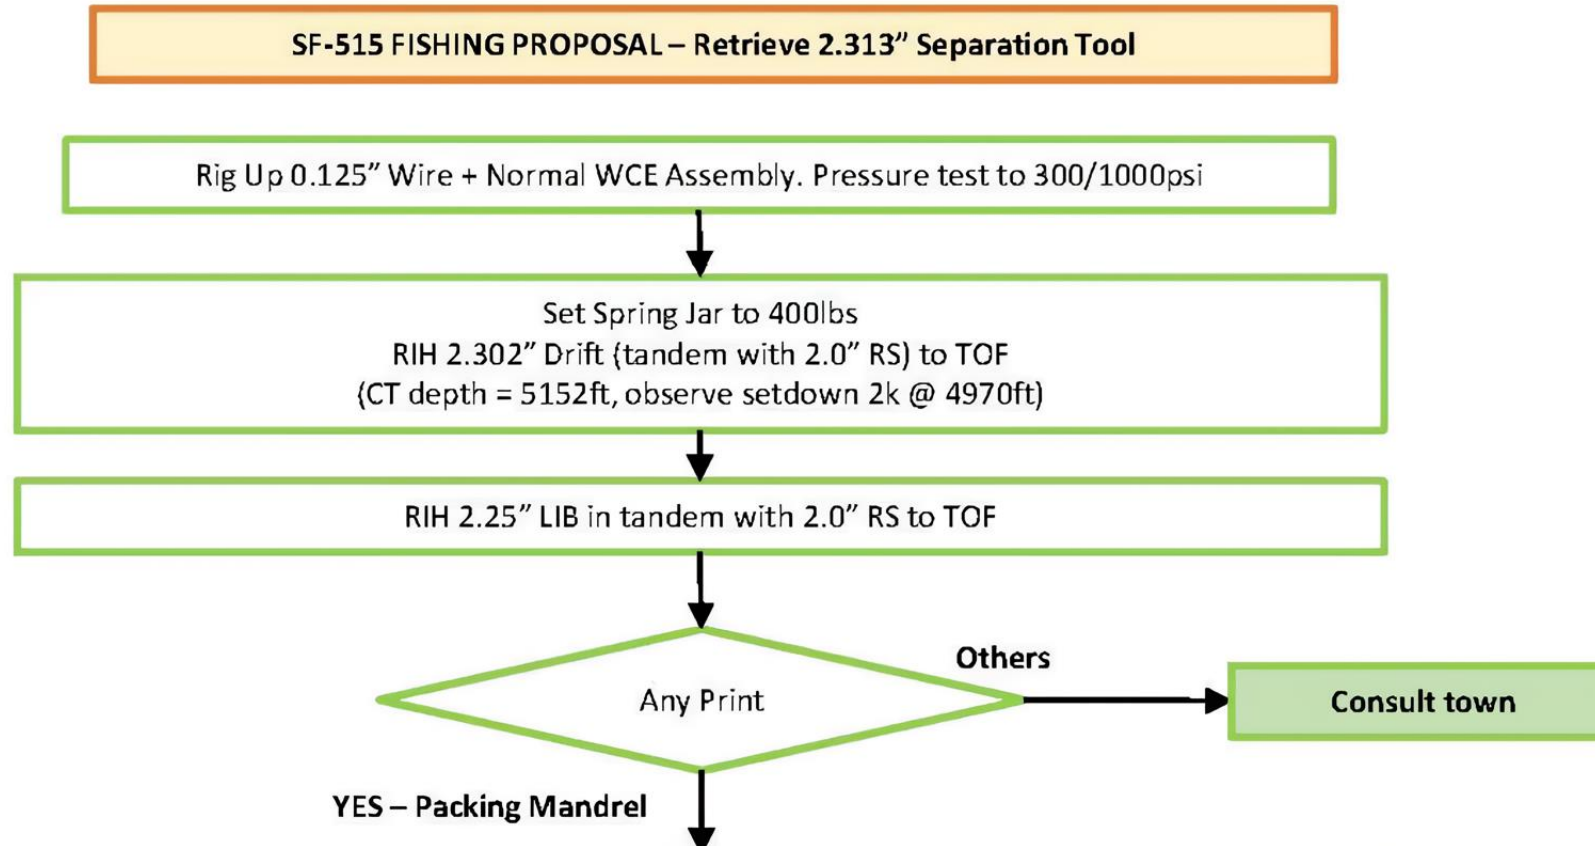 SF-515 FISHING PROPOSAL – Retrieve 2.313” Separation Tool
Rig Up 0.125” Wire + Normal WCE Assembly. Pressure test to 300/1000psi
Set Spring Jar to 400lbs
RIH 2.302” Drift (tandem with 2.0” RS) to TOF
(CT depth = 5152ft, observe setdown 2k @ 4970ft)
RIH 2.25” LIB in tandem with 2.0” RS to TOF
Any Print
Others
Consult town
YES – Packing Mandrel